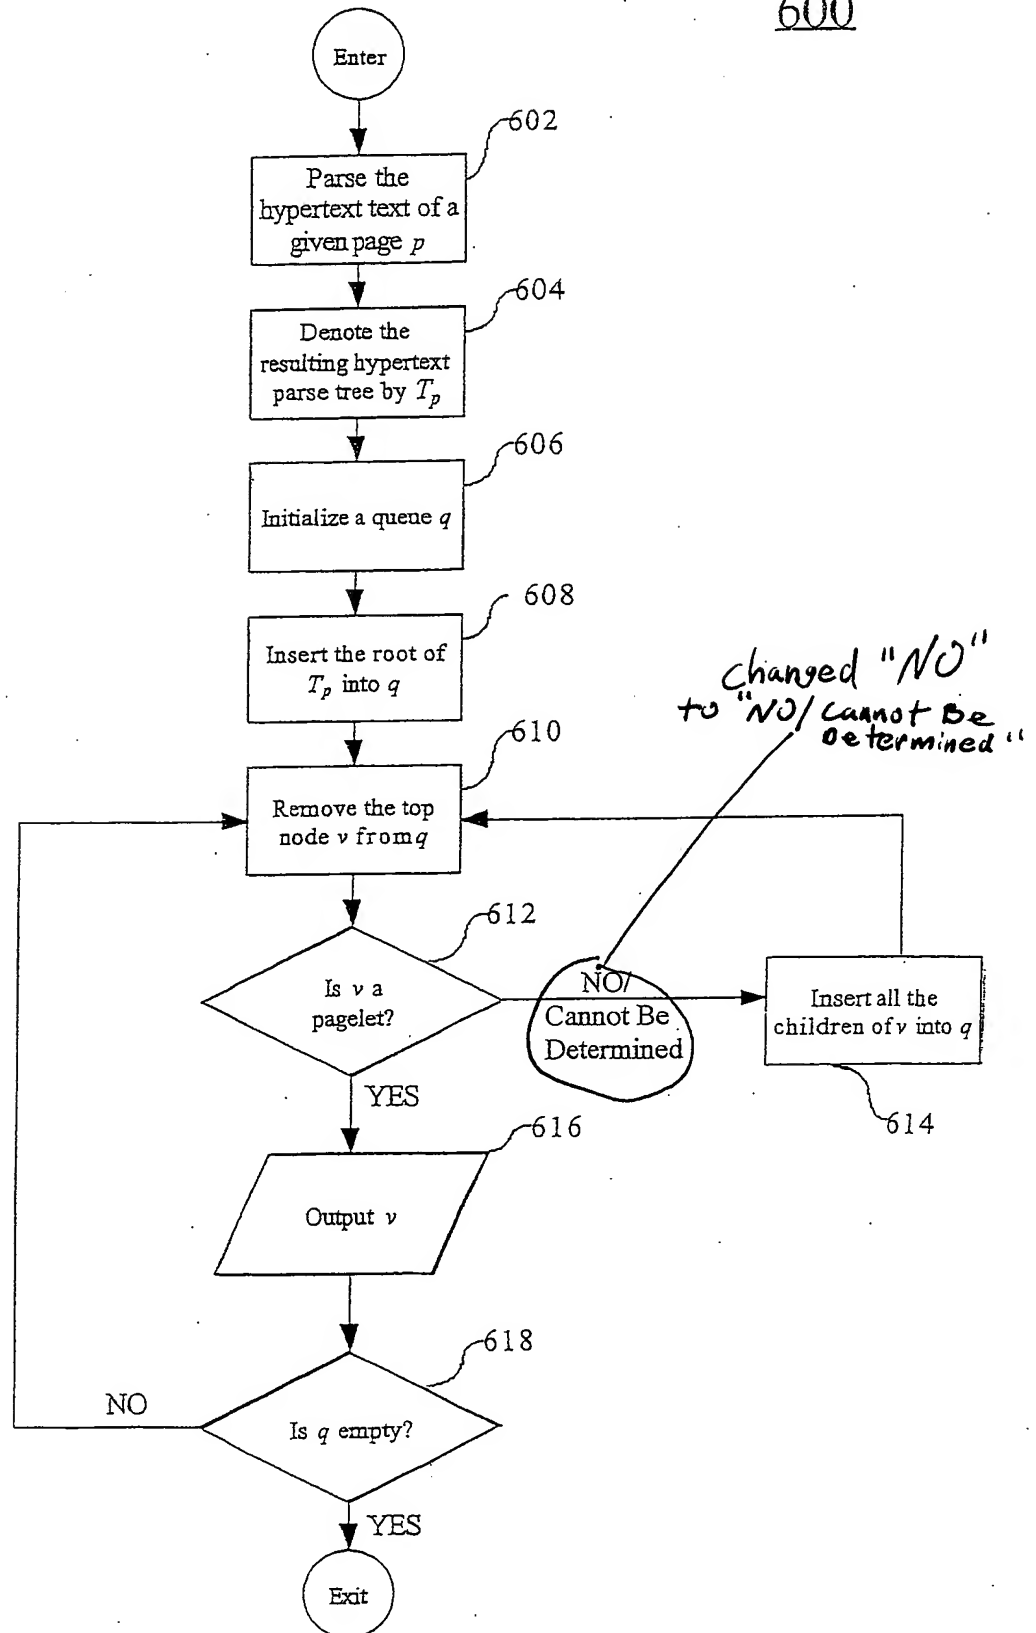 600
Enter
602
Parse the
hypertext text of a
given page p
604
Denote the
resulting hypertext
parse tree by Tp
606
Initialize a queue q
608
Insert the root of
Tp into q
changed "NO"
to "NO/ Cannot Be
Determined"
610
Remove the top
node v from q
612
Is v a
pagelet?
NO/
Cannot Be
Determined
Insert all the
children of v into q
614
YES
616
Output v
618
NO
Is q empty?
YES
Exit